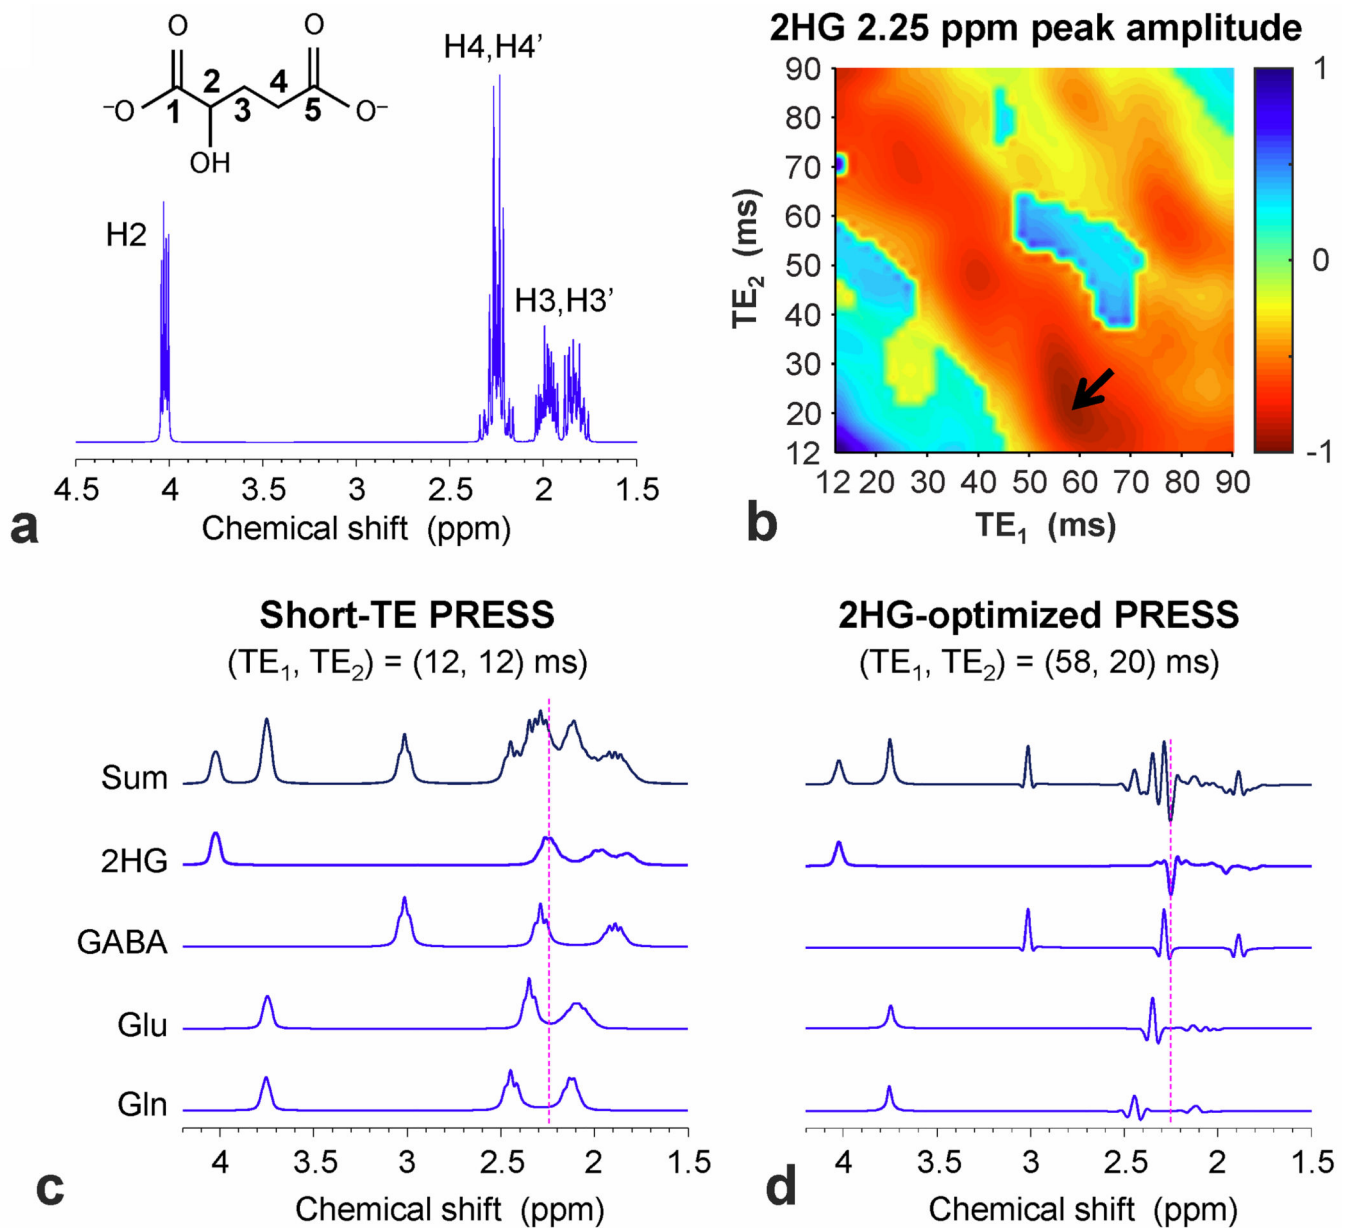 O
O
H4,H4’
2
4
⁻O
1
3
5
O⁻
OH
H2
H3,H3’
4.5 4 3.5 3 2.5 2 1.5
Chemical shift (ppm)
a
2HG 2.25 ppm peak amplitude
90
80
70
60
50
40
30
20
12
TE₂ (ms)
12 20 30 40 50 60 70 80 90
TE₁ (ms)
1
0
-1
b
Short-TE PRESS
(TE₁, TE₂) = (12, 12) ms)
Sum
2HG
GABA
Glu
Gln
4 3.5 3 2.5 2 1.5
Chemical shift (ppm)
c
2HG-optimized PRESS
(TE₁, TE₂) = (58, 20) ms)
4 3.5 3 2.5 2 1.5
Chemical shift (ppm)
d